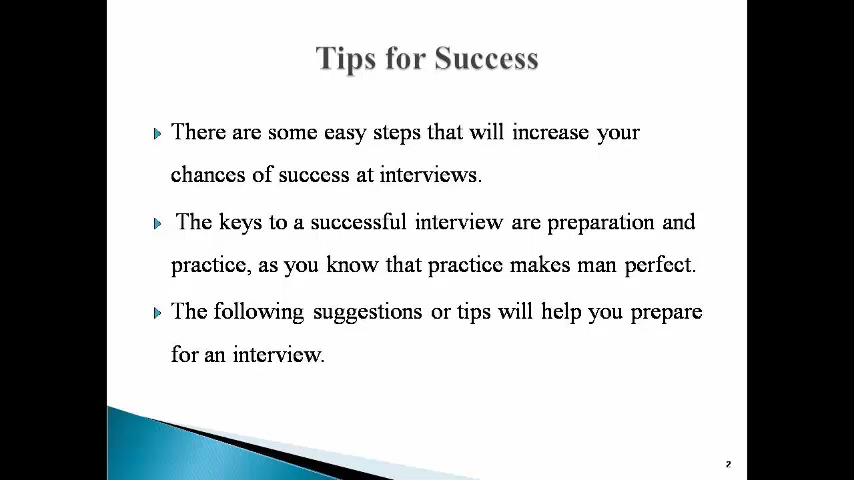 Tips for Success
There are some easy steps that will increase your
chances of success at interviews.
The keys to a successful interview are preparation and
practice, as you know that practice makes man perfect.
The following suggestions or tips will help you prepare
for an interview.
2